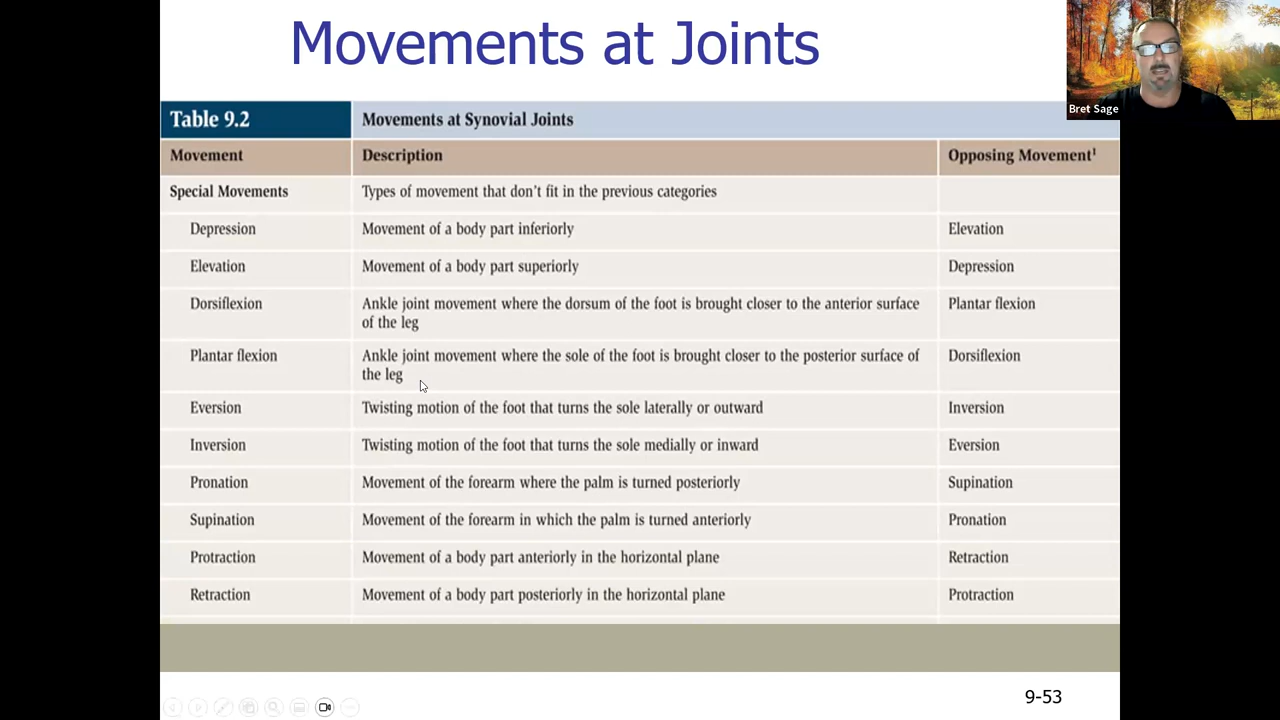 Movements at Joints
Bret Sage
Table 9.2 Movements at Synovial Joints
Movement Description Opposing Movement¹
Special Movements Types of movement that don't fit in the previous categories
Depression Movement of a body part inferiorly Elevation
Elevation Movement of a body part superiorly Depression
Dorsiflexion Ankle joint movement where the dorsum of the foot is brought closer to the anterior surface Plantar flexion
of the leg
Plantar flexion Ankle joint movement where the sole of the foot is brought closer to the posterior surface of Dorsiflexion
the leg
Eversion Twisting motion of the foot that turns the sole laterally or outward Inversion
Inversion Twisting motion of the foot that turns the sole medially or inward Eversion
Pronation Movement of the forearm where the palm is turned posteriorly Supination
Supination Movement of the forearm in which the palm is turned anteriorly Pronation
Protraction Movement of a body part anteriorly in the horizontal plane Retraction
Retraction Movement of a body part posteriorly in the horizontal plane Protraction
9-53